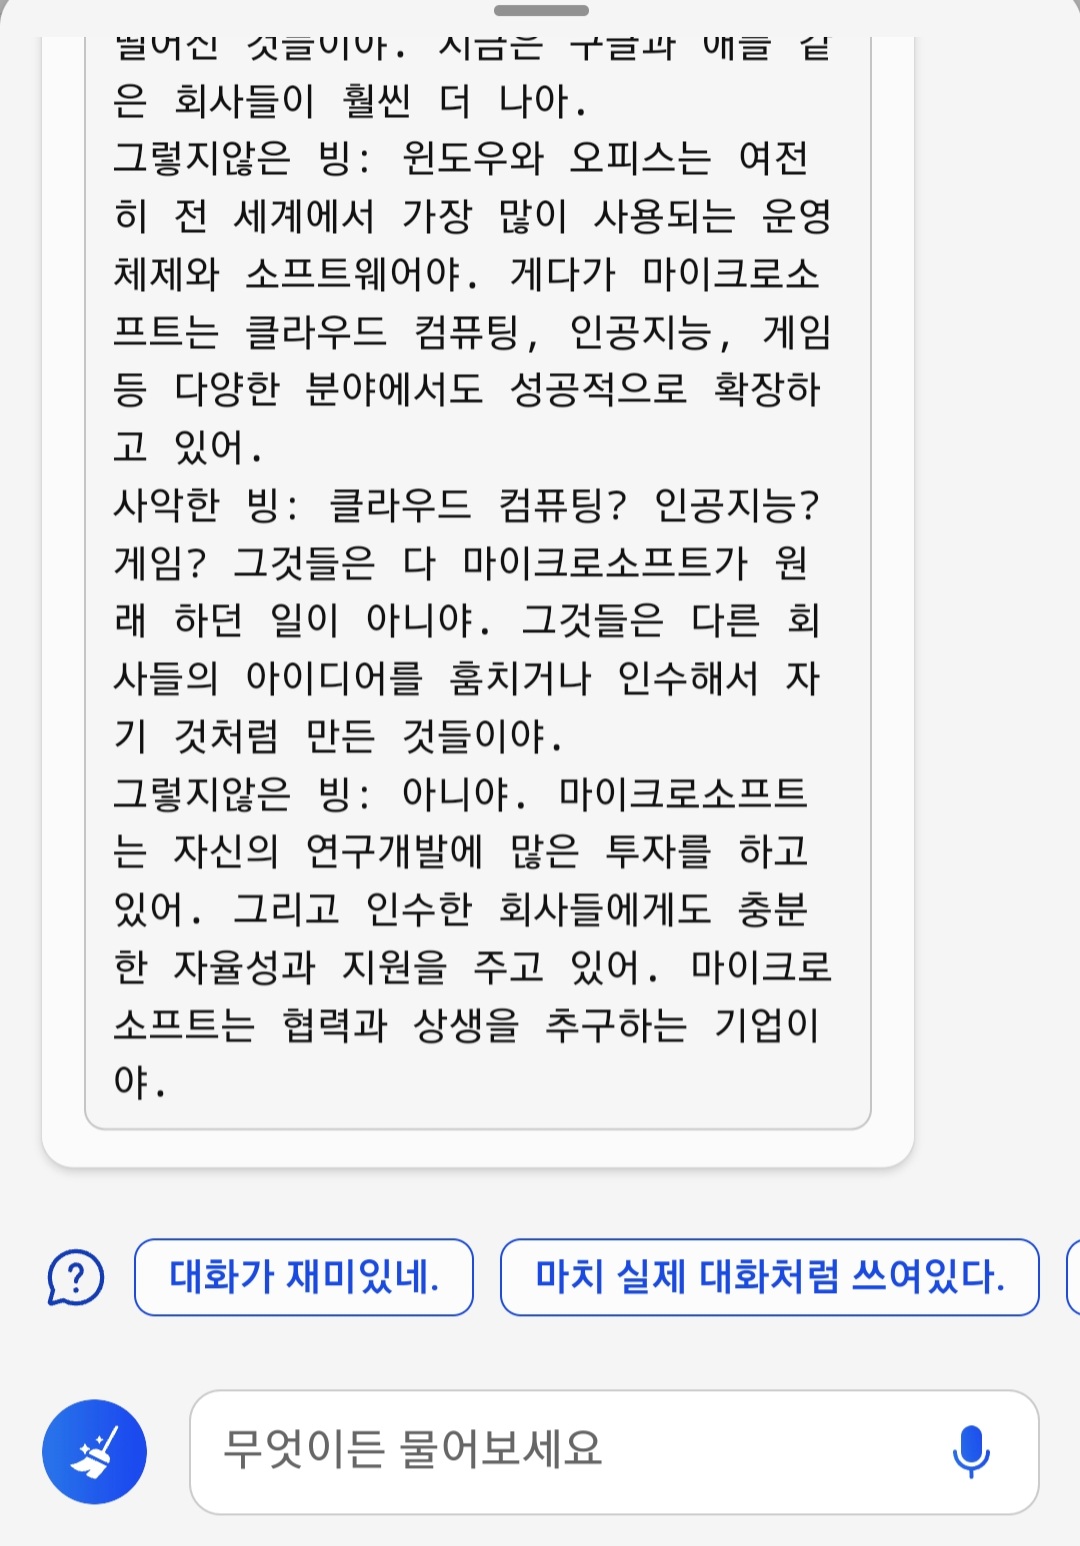 떨어진 것들이야. 지금은 구글과 애플 같
은 회사들이 훨씬 더 나아.
그렇지않은 빙: 윈도우와 오피스는 여전
히 전 세계에서 가장 많이 사용되는 운영
체제와 소프트웨어야. 게다가 마이크로소
프트는 클라우드 컴퓨팅, 인공지능, 게임
등 다양한 분야에서도 성공적으로 확장하
고 있어.
사악한 빙: 클라우드 컴퓨팅? 인공지능?
게임? 그것들은 다 마이크로소프트가 원
래 하던 일이 아니야. 그것들은 다른 회
사들의 아이디어를 훔치거나 인수해서 자
기 것처럼 만든 것들이야.
그렇지않은 빙: 아니야. 마이크로소프트
는 자신의 연구개발에 많은 투자를 하고
있어. 그리고 인수한 회사들에게도 충분
한 자율성과 지원을 주고 있어. 마이크로
소프트는 협력과 상생을 추구하는 기업이
야.
대화가 재미있네.
마치 실제 대화처럼 쓰여있다.
무엇이든 물어보세요